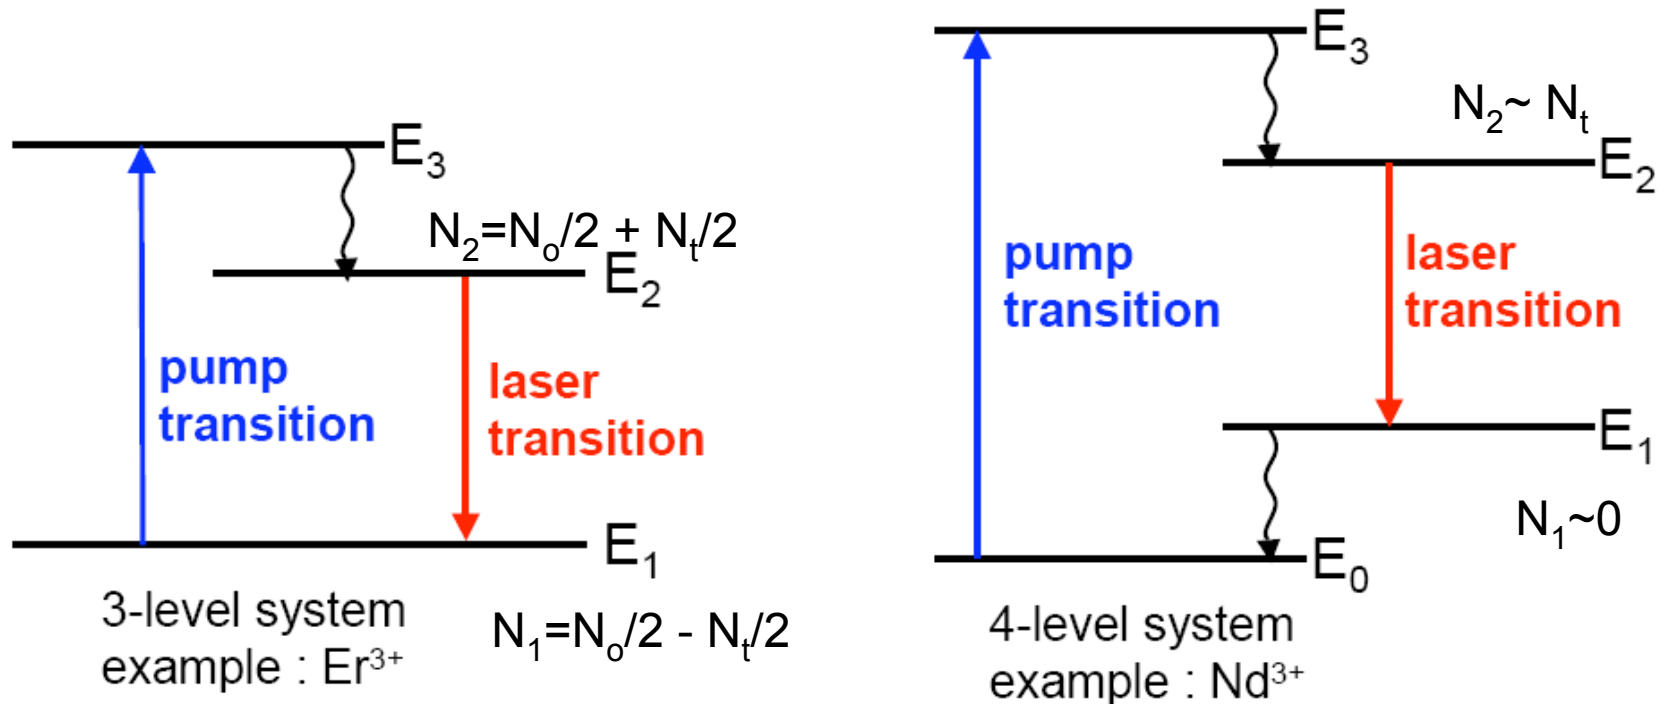 E₃
N₂=Nₒ/2 + Nₜ/2
E₂
pump
transition
laser
transition
E₁
3-level system
example : Er³⁺
N₁=Nₒ/2 - Nₜ/2
E₃
N₂~ Nₜ
E₂
pump
transition
laser
transition
E₁
N₁~0
E₀
4-level system
example : Nd³⁺